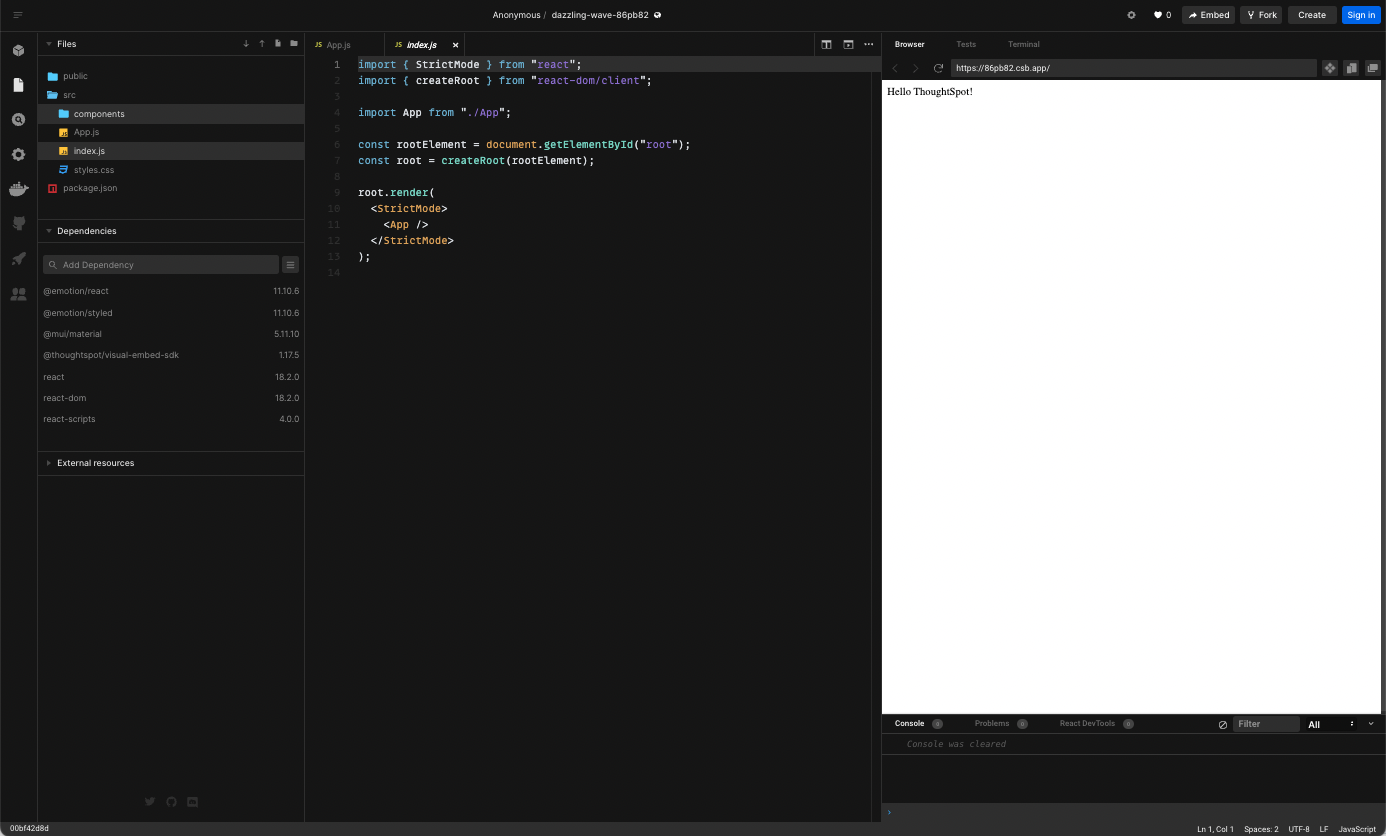 Anonymous / dazzling-wave-86pb82
0
Embed
Fork
Create
Sign in
Files
public
src
components
App.js
index.js
styles.css
package.json
Dependencies
Add Dependency
@emotion/react 11.10.6
@emotion/styled 11.10.6
@mui/material 5.11.10
@thoughtspot/visual-embed-sdk 1.17.5
react 18.2.0
react-dom 18.2.0
react-scripts 4.0.0
External resources
JS App.js
JS index.js
1 import { StrictMode } from "react";
2 import { createRoot } from "react-dom/client";
3
4 import App from "./App";
5
6 const rootElement = document.getElementById("root");
7 const root = createRoot(rootElement);
8
9 root.render(
10 <StrictMode>
11 <App />
12 </StrictMode>
13 );
14
Browser Tests Terminal
https://86pb82.csb.app/
Hello ThoughtSpot!
Console 0 Problems 0 React DevTools 0
Filter
All
Console was cleared
00bf42d8d
Ln 1, Col 1 Spaces: 2 UTF-8 LF JavaScript